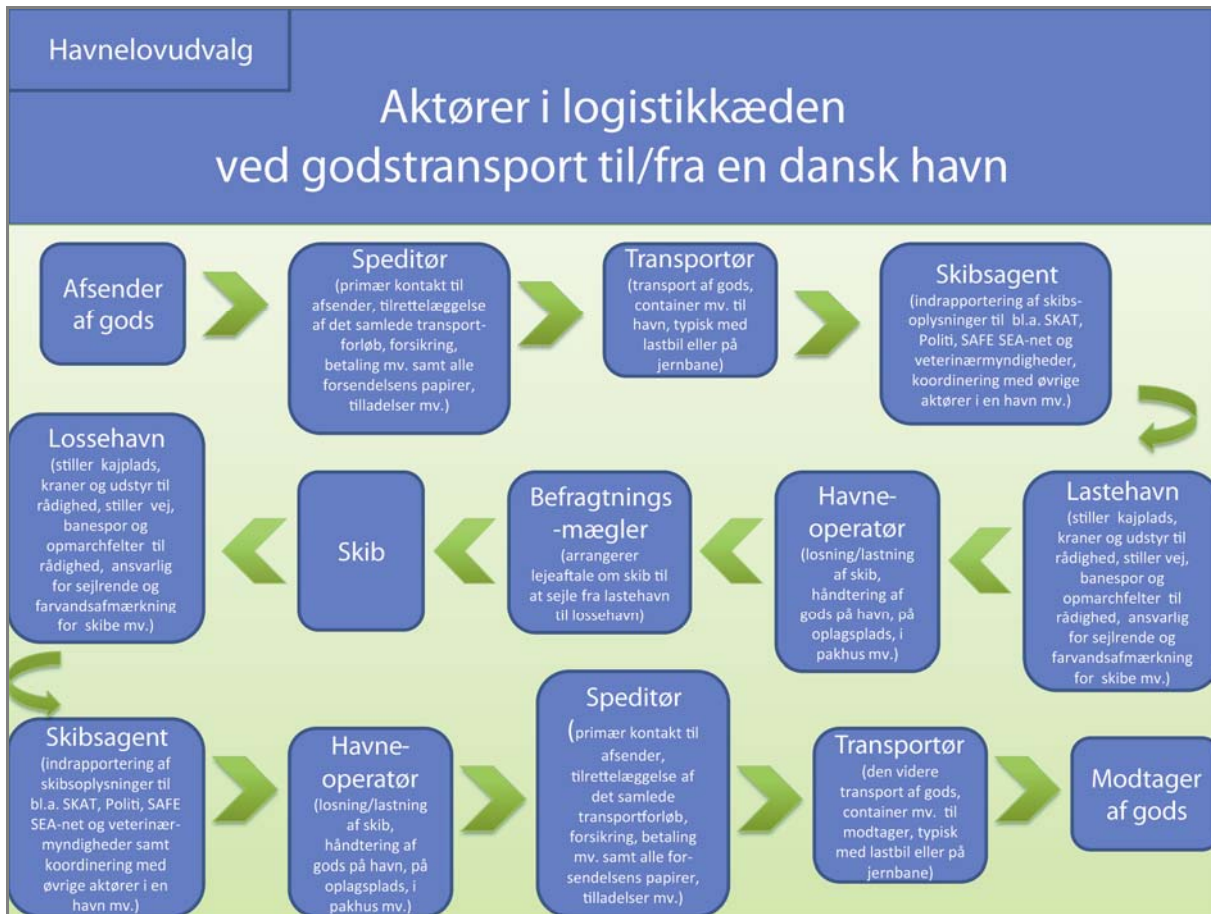 Havnelovudvalg
Aktører i logistikkæden
ved godstransport til/fra en dansk havn
Afsender
af gods
Speditør
(primær kontakt til
afsender, tilrettelæggelse
af det samlede transport-
forløb, forsikring,
betaling mv. samt alle
forsendelsens papirer,
tilladelser mv.)
Transportør
(transport af gods,
container mv. til
havn, typisk med
lastbil eller på
jernbane)
Skibsagent
(indrapportering af skibs-
oplysninger til bl.a. SKAT,
Politi, SAFE SEA-net og
veterinærmyndigheder,
koordinering med øvrige
aktører i en havn mv.)
Lastehavn
(stiller kajplads,
kraner og udstyr til
rådighed, stiller vej,
banespor og
opmarchfelter til
rådighed, ansvarlig
for sejlrende og
farvandsafmærkning
for skibe mv.)
Havne-
operatør
(losning/lastning
af skib,
håndtering af
gods på havn, på
oplagsplads, i
pakhus mv.)
Befragtnings
-mægler
(arrangerer
lejeaftale om skib til
at sejle fra lastehavn
til lossehavn)
Skib
Lossehavn
(stiller kajplads,
kraner og udstyr til
rådighed, stiller vej,
banespor og
opmarchfelter til
rådighed, ansvarlig
for sejlrende og
farvandsafmærkning
for skibe mv.)
Skibsagent
(indrapportering af
skibsoplysninger til
bl.a. SKAT, Politi, SAFE
SEA-net og veterinær-
myndigheder samt
koordinering med
øvrige aktører i en
havn mv.)
Havne-
operatør
(losning/lastning
af skib,
håndtering af
gods på havn, på
oplagsplads, i
pakhus mv.)
Speditør
(primær kontakt til
afsender,
tilrettelæggelse af
det samlede
transportforløb,
forsikring, betaling
mv. samt alle for-
sendelsens papirer,
tilladelser mv.)
Transportør
(den videre
transport af gods,
container mv. til
modtager, typisk
med lastbil eller på
jernbane)
Modtager
af gods